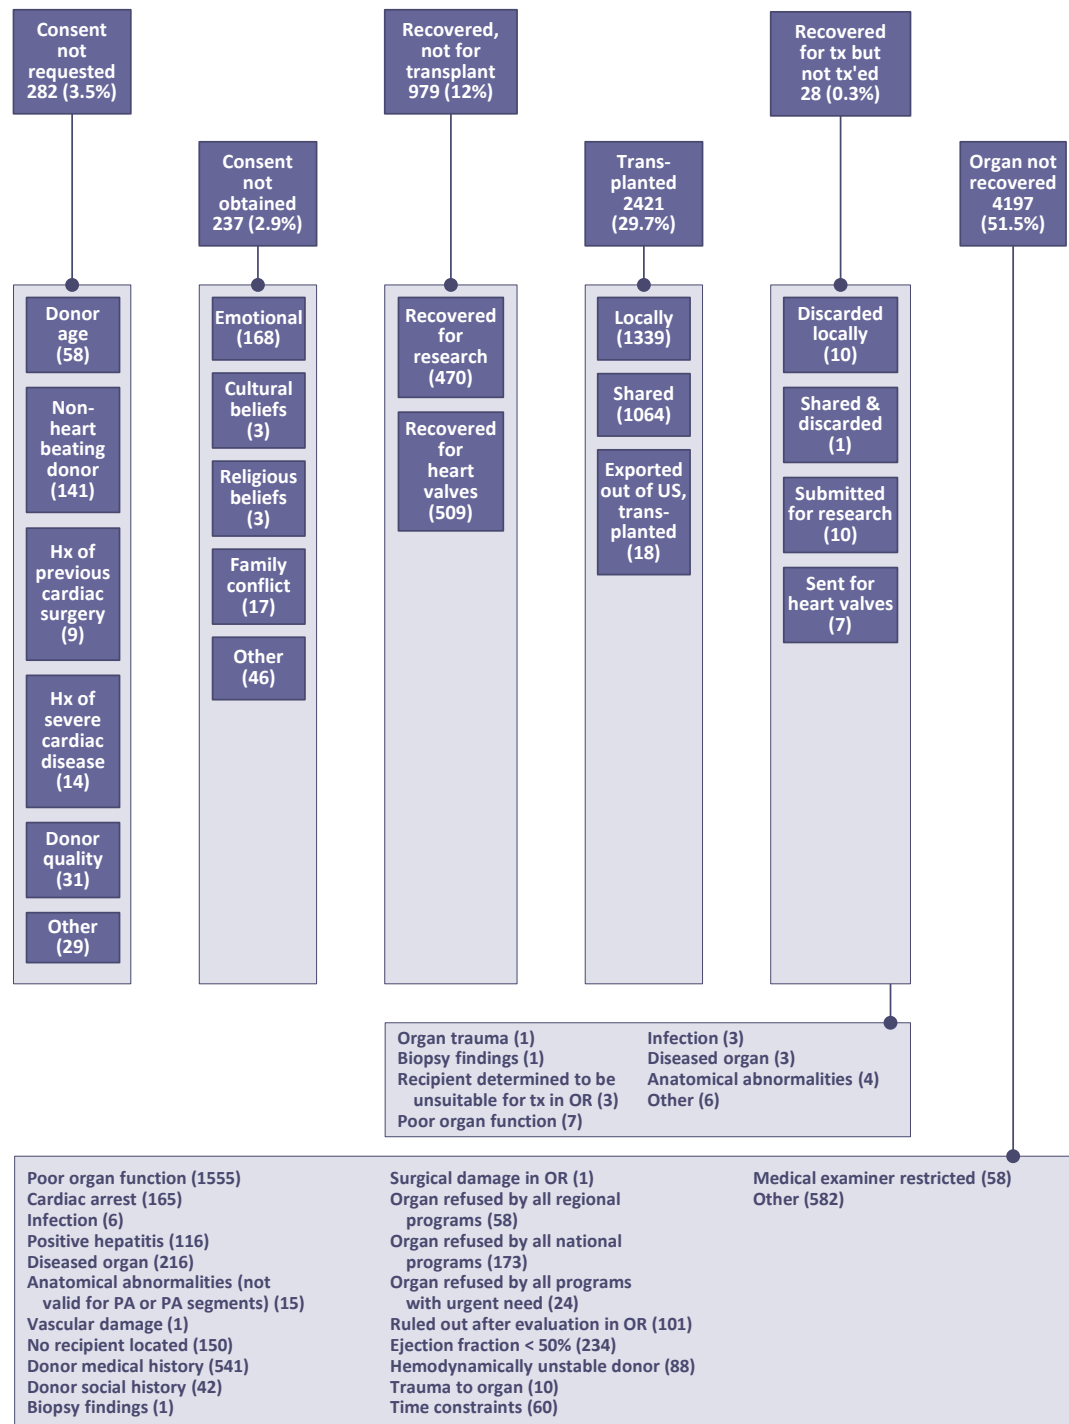 Consent
not
requested
282 (3.5%)
Recovered,
not for
transplant
979 (12%)
Recovered
for tx but
not tx'ed
28 (0.3%)
Consent
not
obtained
237 (2.9%)
Trans-
planted
2421
(29.7%)
Organ not
recovered
4197
(51.5%)
Donor
age
(58)
Non-
heart
beating
donor
(141)
Hx of
previous
cardiac
surgery
(9)
Hx of
severe
cardiac
disease
(14)
Donor
quality
(31)
Other
(29)
Emotional
(168)
Cultural
beliefs
(3)
Religious
beliefs
(3)
Family
conflict
(17)
Other
(46)
Recovered
for
research
(470)
Recovered
for
heart
valves
(509)
Locally
(1339)
Shared
(1064)
Exported
out of US,
trans-
planted
(18)
Discarded
locally
(10)
Shared &
discarded
(1)
Submitted
for research
(10)
Sent for
heart valves
(7)
Organ trauma (1)
Biopsy findings (1)
Recipient determined to be
unsuitable for tx in OR (3)
Poor organ function (7)
Infection (3)
Diseased organ (3)
Anatomical abnormalities (4)
Other (6)
Poor organ function (1555)
Cardiac arrest (165)
Infection (6)
Positive hepatitis (116)
Diseased organ (216)
Anatomical abnormalities (not
valid for PA or PA segments) (15)
Vascular damage (1)
No recipient located (150)
Donor medical history (541)
Donor social history (42)
Biopsy findings (1)
Surgical damage in OR (1)
Organ refused by all regional
programs (58)
Organ refused by all national
programs (173)
Organ refused by all programs
with urgent need (24)
Ruled out after evaluation in OR (101)
Ejection fraction < 50% (234)
Hemodynamically unstable donor (88)
Trauma to organ (10)
Time constraints (60)
Medical examiner restricted (58)
Other (582)